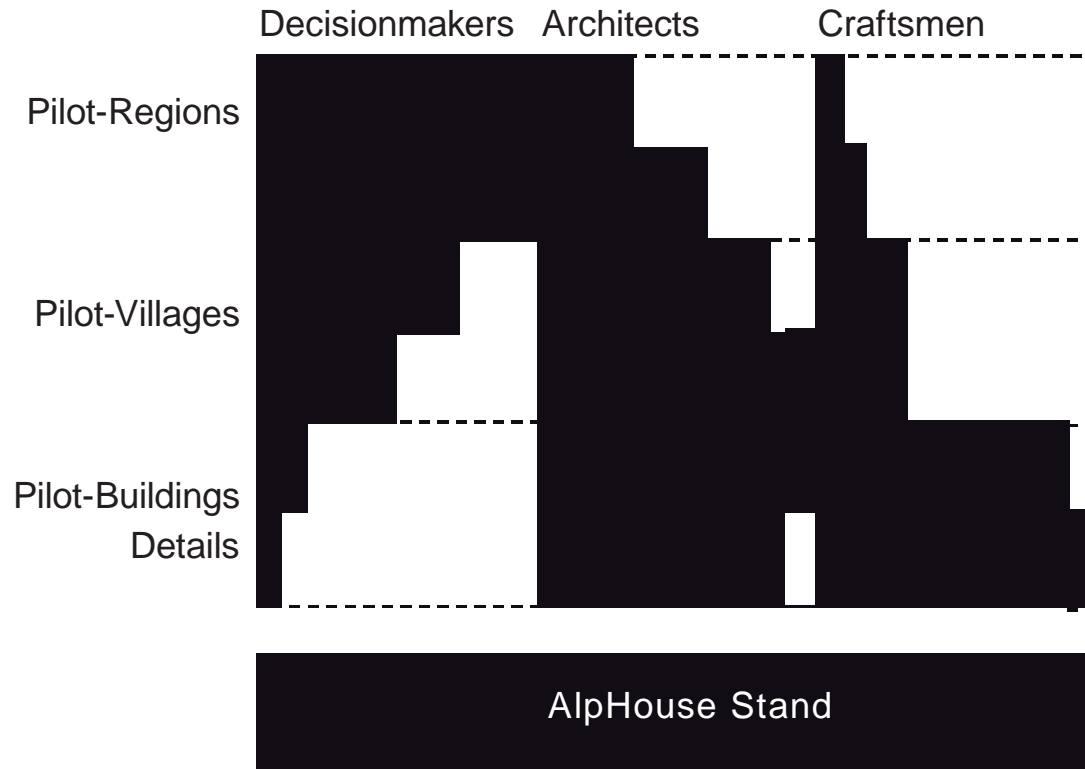 Decisionmakers Architects Craftsmen
Pilot-Regions
Pilot-Villages
Pilot-Buildings
Details
AlpHouse Stand